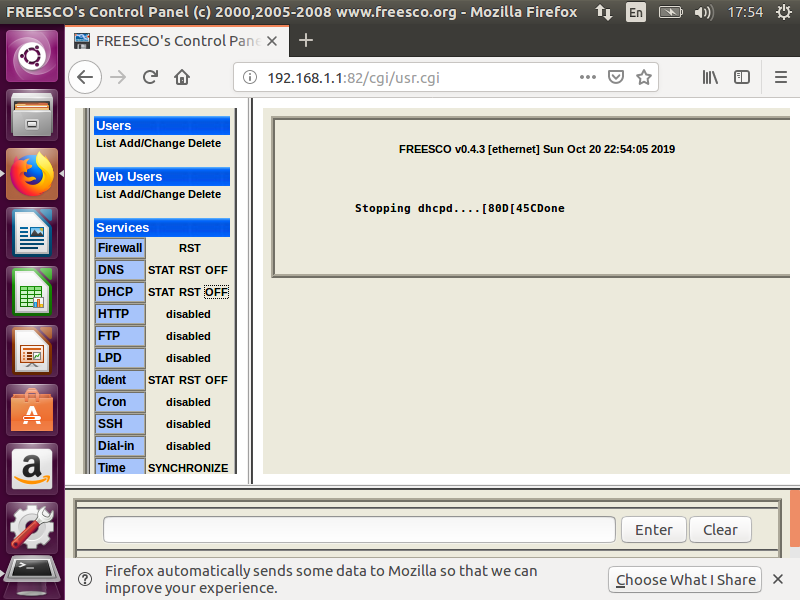 FREESCO's Control Panel (c) 2000,2005-2008 www.freesco.org - Mozilla Firefox
En
17:54
FREESCO's Control Pane
192.168.1.1:82/cgi/usr.cgi
Users
List Add/Change Delete
Web Users
List Add/Change Delete
Services
Firewall RST
DNS STAT RST OFF
DHCP STAT RST OFF
HTTP disabled
FTP disabled
LPD disabled
Ident STAT RST OFF
Cron disabled
SSH disabled
Dial-in disabled
Time SYNCHRONIZE
FREESCO v0.4.3 [ethernet] Sun Oct 20 22:54:05 2019
Stopping dhcpd....[80D[45CDone
Enter
Clear
Firefox automatically sends some data to Mozilla so that we can
improve your experience.
Choose What I Share